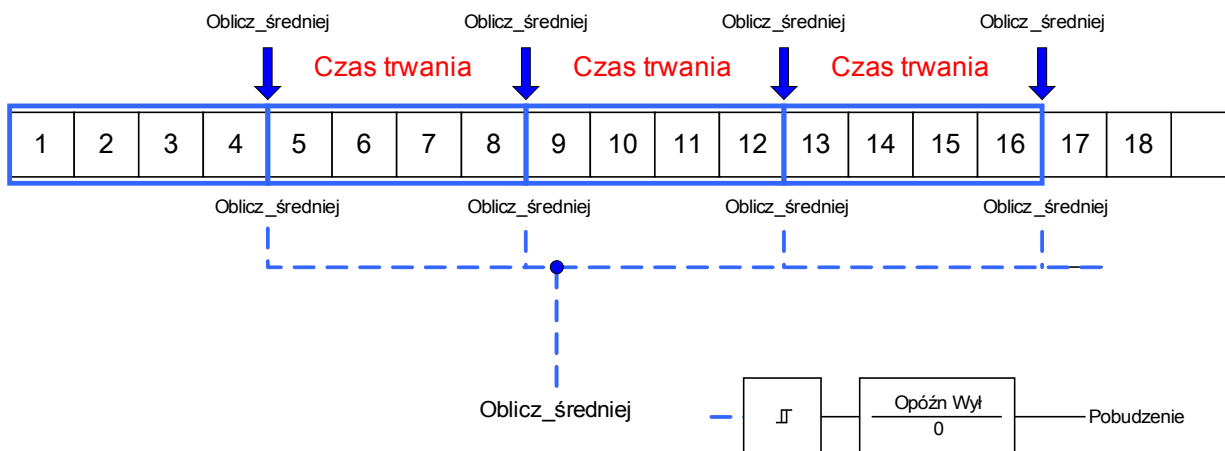 Oblicz_średniej Oblicz_średniej Oblicz_średniej Oblicz_średniej
Czas trwania Czas trwania Czas trwania
1 2 3 4 5 6 7 8 9 10 11 12 13 14 15 16 17 18
Oblicz_średniej Oblicz_średniej Oblicz_średniej Oblicz_średniej
Oblicz_średniej
Opóźn Wył
0
Pobudzenie